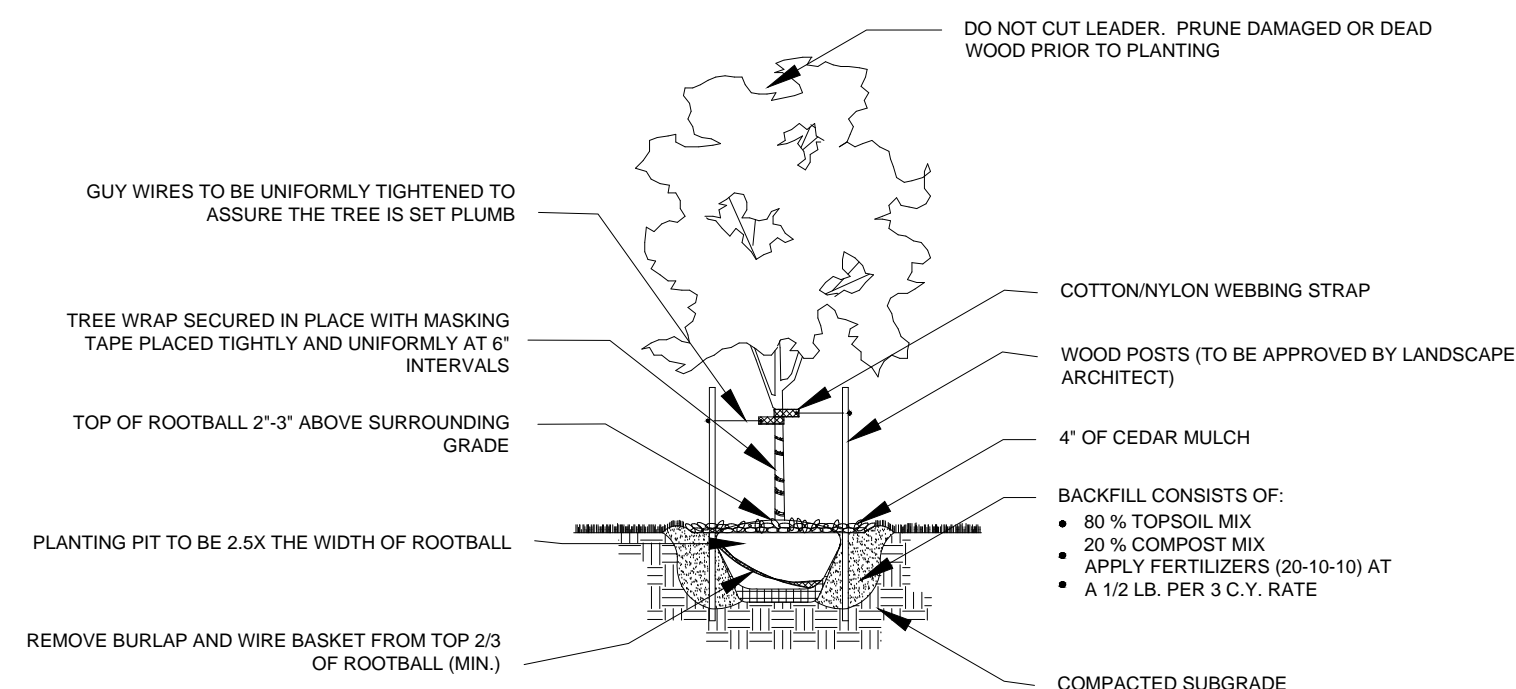 DO NOT CUT LEADER. PRUNE DAMAGED OR DEAD
WOOD PRIOR TO PLANTING
GUY WIRES TO BE UNIFORMLY TIGHTENED TO
ASSURE THE TREE IS SET PLUMB
TREE WRAP SECURED IN PLACE WITH MASKING
TAPE PLACED TIGHTLY AND UNIFORMLY AT 6"
INTERVALS
TOP OF ROOTBALL 2"-3" ABOVE SURROUNDING
GRADE
PLANTING PIT TO BE 2.5X THE WIDTH OF ROOTBALL
REMOVE BURLAP AND WIRE BASKET FROM TOP 2/3
OF ROOTBALL (MIN.)
COTTON/NYLON WEBBING STRAP
WOOD POSTS (TO BE APPROVED BY LANDSCAPE
ARCHITECT)
4" OF CEDAR MULCH
BACKFILL CONSISTS OF:
• 80 % TOPSOIL MIX
20 % COMPOST MIX
• APPLY FERTILIZERS (20-10-10) AT
• A 1/2 LB. PER 3 C.Y. RATE
COMPACTED SUBGRADE